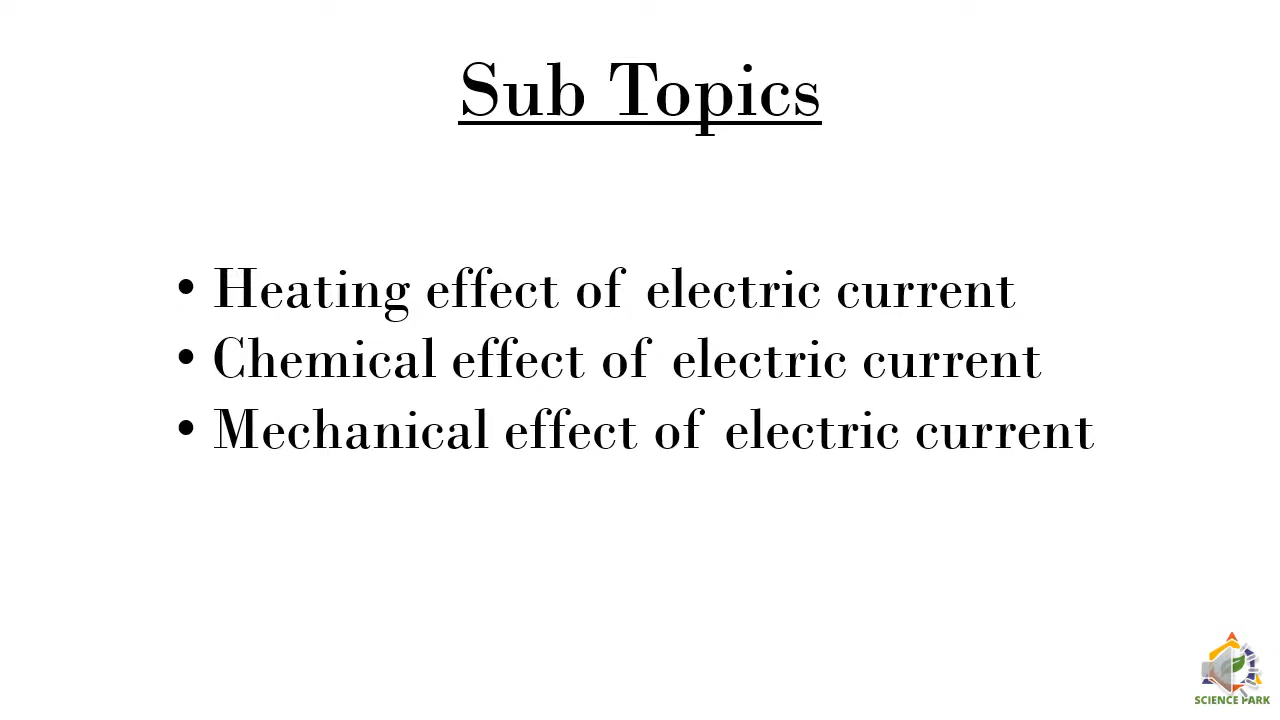 Sub Topics
• Heating effect of electric current
• Chemical effect of electric current
• Mechanical effect of electric current
SCIENCE PARK